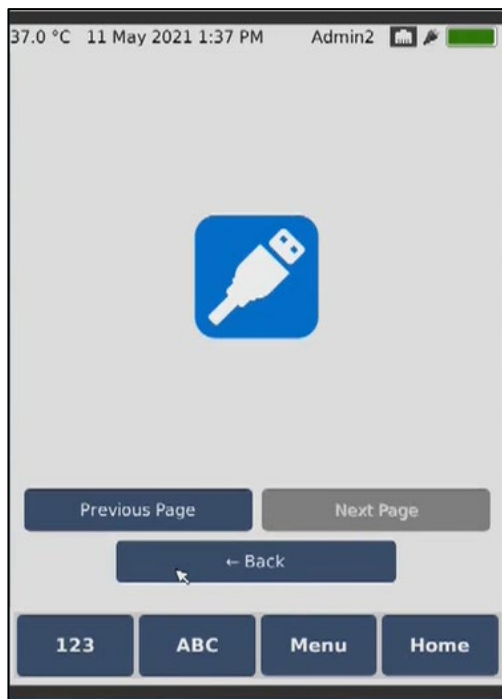 37.0 °C 11 May 2021 1:37 PM Admin2
Previous Page Next Page
← Back
123 ABC Menu Home